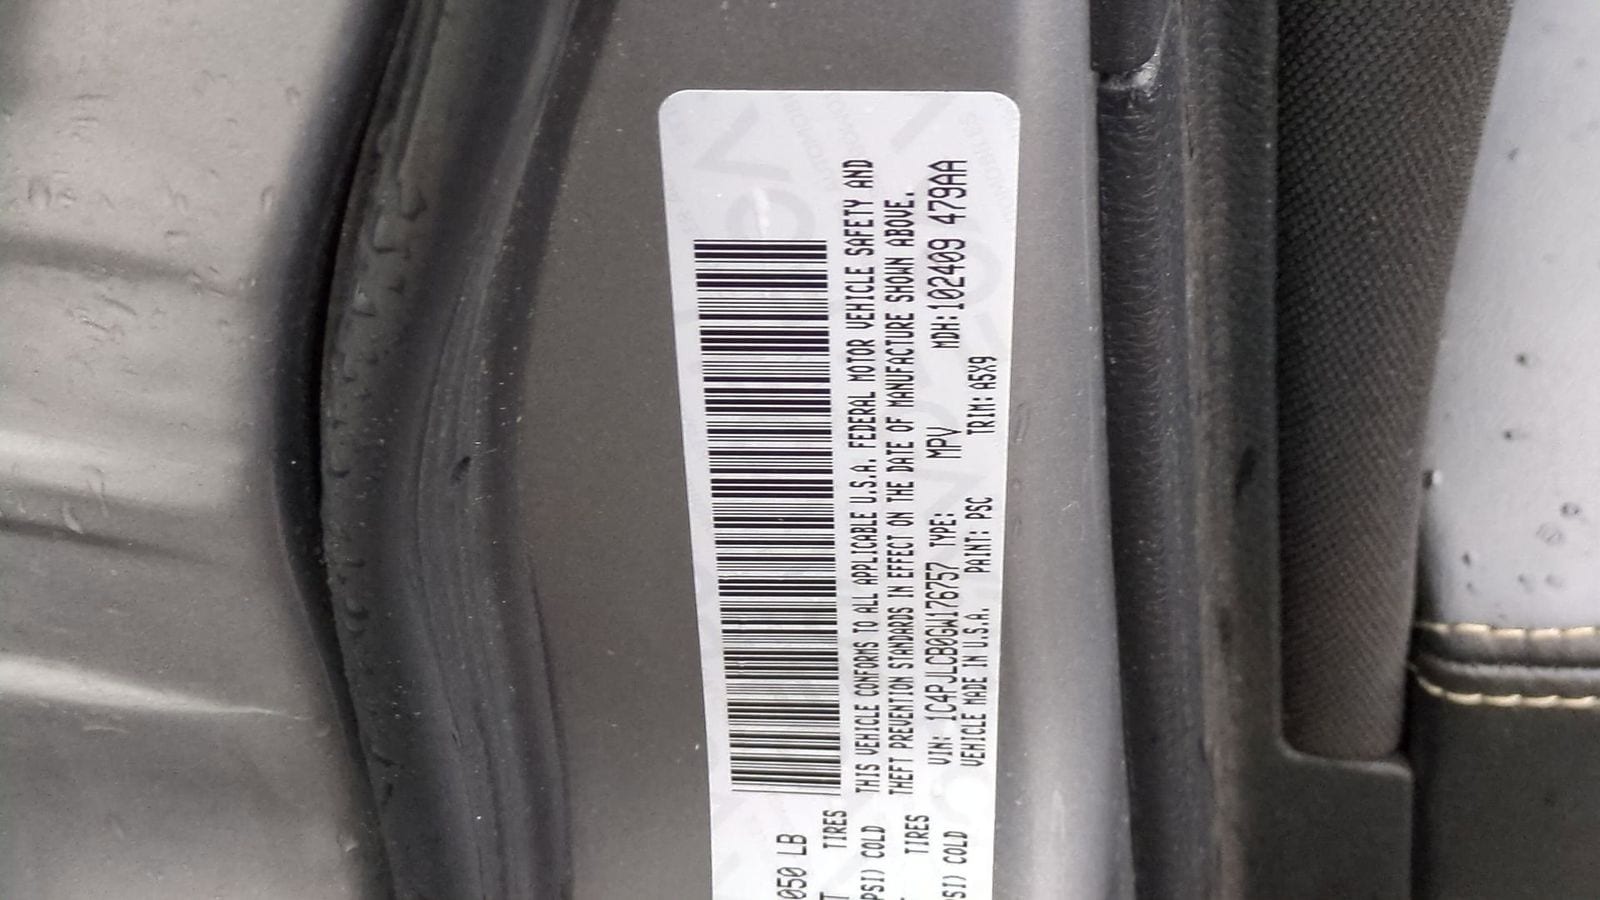 050 LB
T TIRES
PSI) COLD
TIRES
SI) COLD
THIS VEHICLE CONFORMS TO ALL APPLICABLE U.S.A. FEDERAL MOTOR VEHICLE SAFETY AND
THEFT PREVENTION STANDARDS IN EFFECT ON THE DATE OF MANUFACTURE SHOWN ABOVE.
VIN: 1C4PJLCB0GW176757 TYPE: MPV MDH: 102409 479AA
VEHICLE MADE IN U.S.A. PAINT: PSC TRIM: A5X9